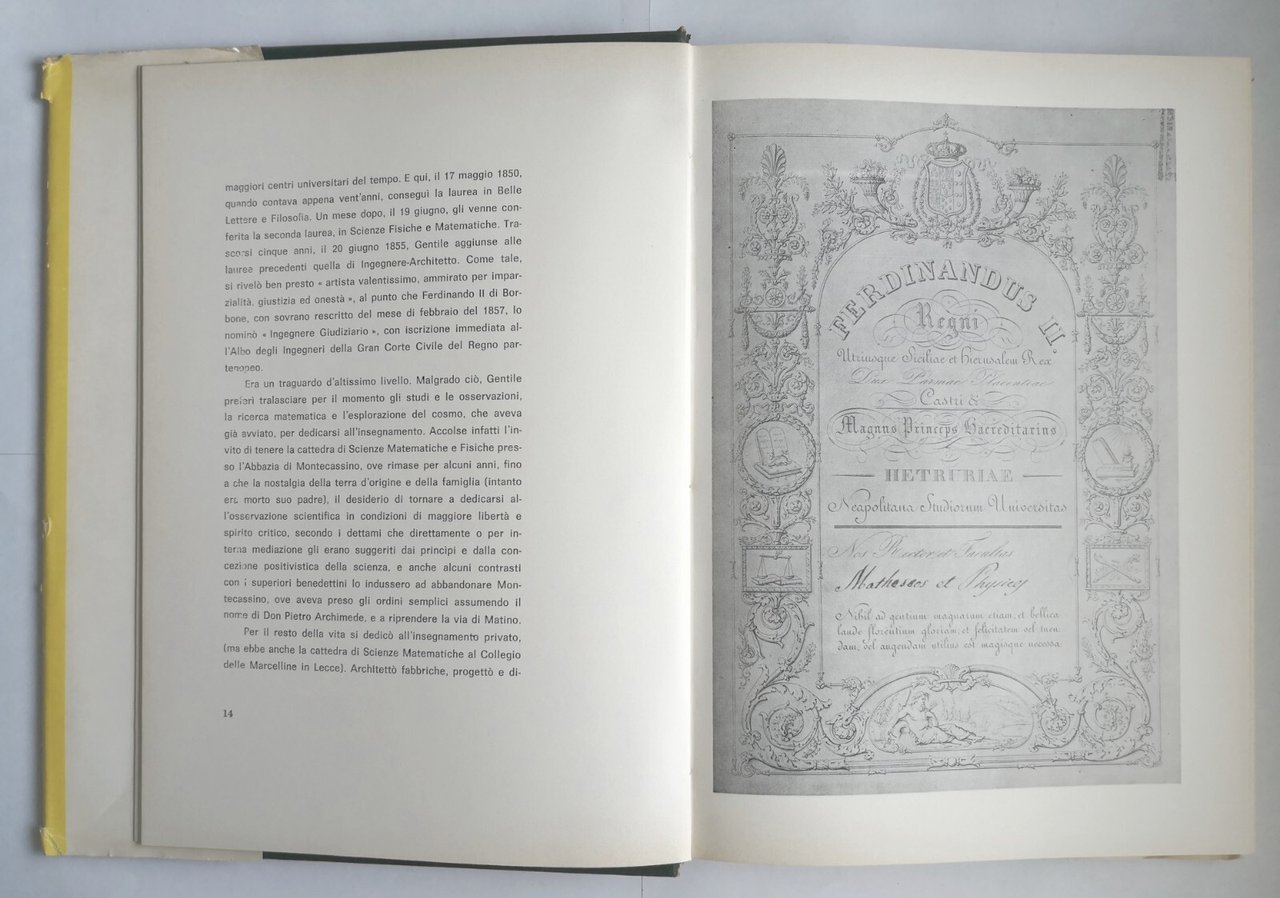 maggiori centri universitari del tempo. E qui, il 17 maggio 1850,
quando contava appena vent'anni, conseguì la laurea in Belle
Lettere e Filosofia. Un mese dopo, il 19 giugno, gli venne con-
ferita la seconda laurea, in Scienze Fisiche e Matematiche. Tra-
scorsi cinque anni, il 20 giugno 1855, Gentile aggiunse alle
lauree precedenti quella di Ingegnere-Architetto. Come tale,
si rivelò ben presto « artista valentissimo, ammirato per impar-
zialità, giustizia ed onestà », al punto che Ferdinando II di Bor-
bone, con sovrano rescritto del mese di febbraio del 1857, lo
nominò « Ingegnere Giudiziario », con iscrizione immediata al-
l'Albo degli Ingegneri della Gran Corte Civile del Regno par-
tenopeo.
Era un traguardo d'altissimo livello. Malgrado ciò, Gentile
preferì tralasciare per il momento gli studi e le osservazioni,
la ricerca matematica e l'esplorazione del cosmo, che aveva
già avviato, per dedicarsi all'insegnamento. Accolse infatti l'in-
vito di tenere la cattedra di Scienze Matematiche e Fisiche pres-
so l'Abbazia di Montecassino, ove rimase per alcuni anni, fino
a che la nostalgia della terra d'origine e della famiglia (intanto
era morto suo padre), il desiderio di tornare a dedicarsi al-
l'osservazione scientifica in condizioni di maggiore libertà e
spirito critico, secondo i dettami che direttamente o per in-
terna mediazione gli erano suggeriti dai principi e dalla con-
cezione positivistica della scienza, e anche alcuni contrasti
con i superiori benedettini lo indussero ad abbandonare Mon-
tecassino, ove aveva preso gli ordini semplici assumendo il
nome di Don Pietro Archimede, e a riprendere la via di Matino.
Per il resto della vita si dedicò all'insegnamento privato,
(ma ebbe anche la cattedra di Scienze Matematiche al Collegio
delle Marcelline in Lecce). Architettò fabbriche, progettò e di-
14
FERDINANDUS II.
Regni
Utriusque Siciliae et Hierusalem Rex
Dux Parmae Placentiae
Castri &
Magnus Princeps Haereditarius
HETRURIAE
Neapolitana Studiorum Universitas
Nos Rector et Facultas
Matheseos et Physices
Nihil ad gentium magnarum etiam, et bellica
laude florentium gloriam, et felicitatem vel tuen-
dam, vel augendam utilius est magisque necessa